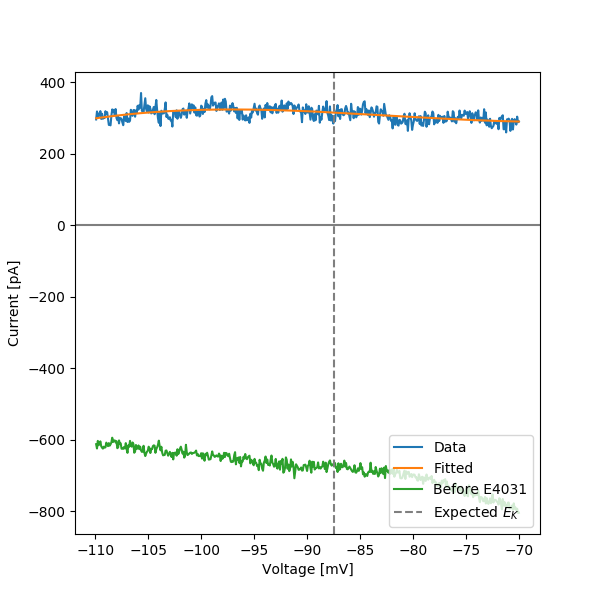 400
200
0
−200
−400
−600
−800
Current [pA]
−110
−105
−100
−95
−90
−85
−80
−75
−70
Voltage [mV]
Data
Fitted
Before E4031
Expected E_K